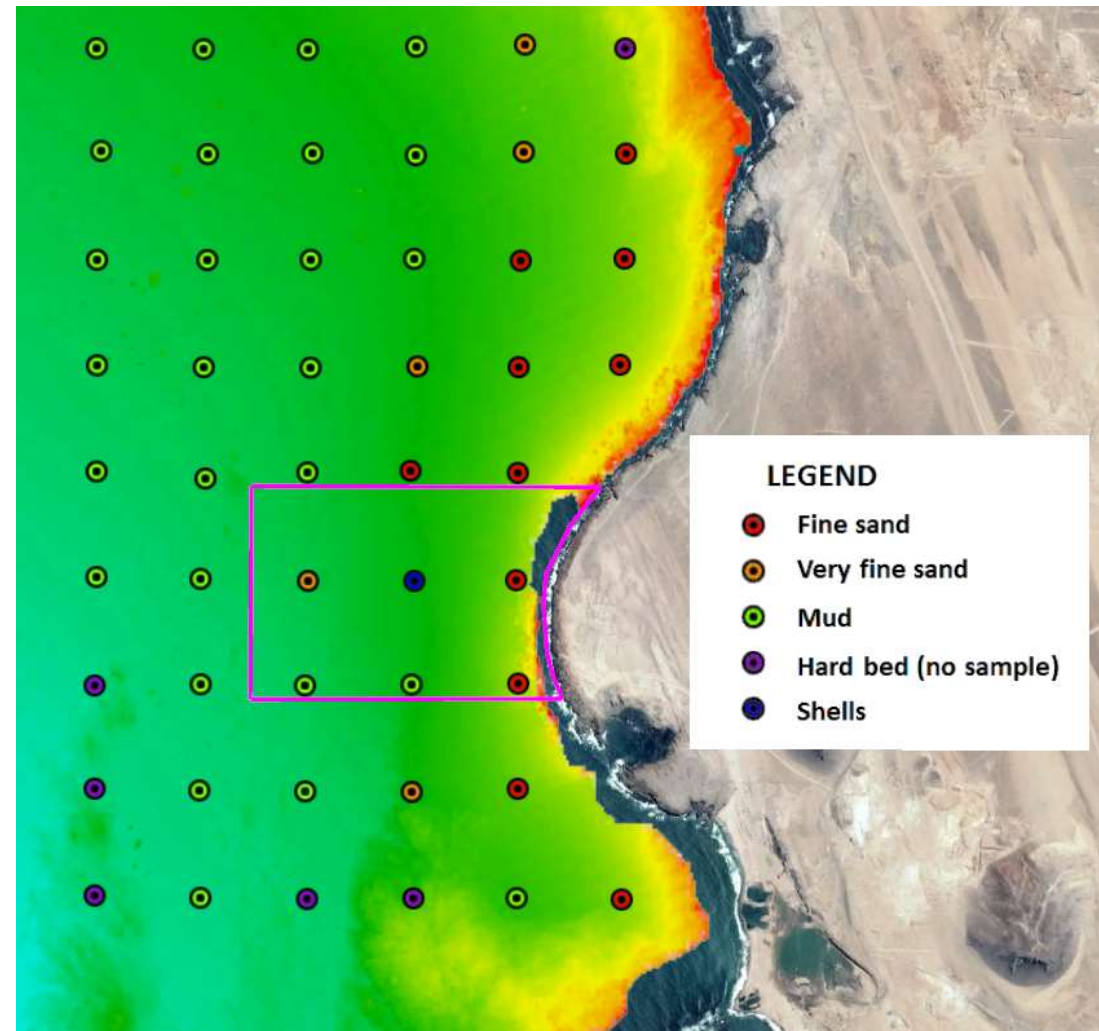 LEGEND
Fine sand
Very fine sand
Mud
Hard bed (no sample)
Shells